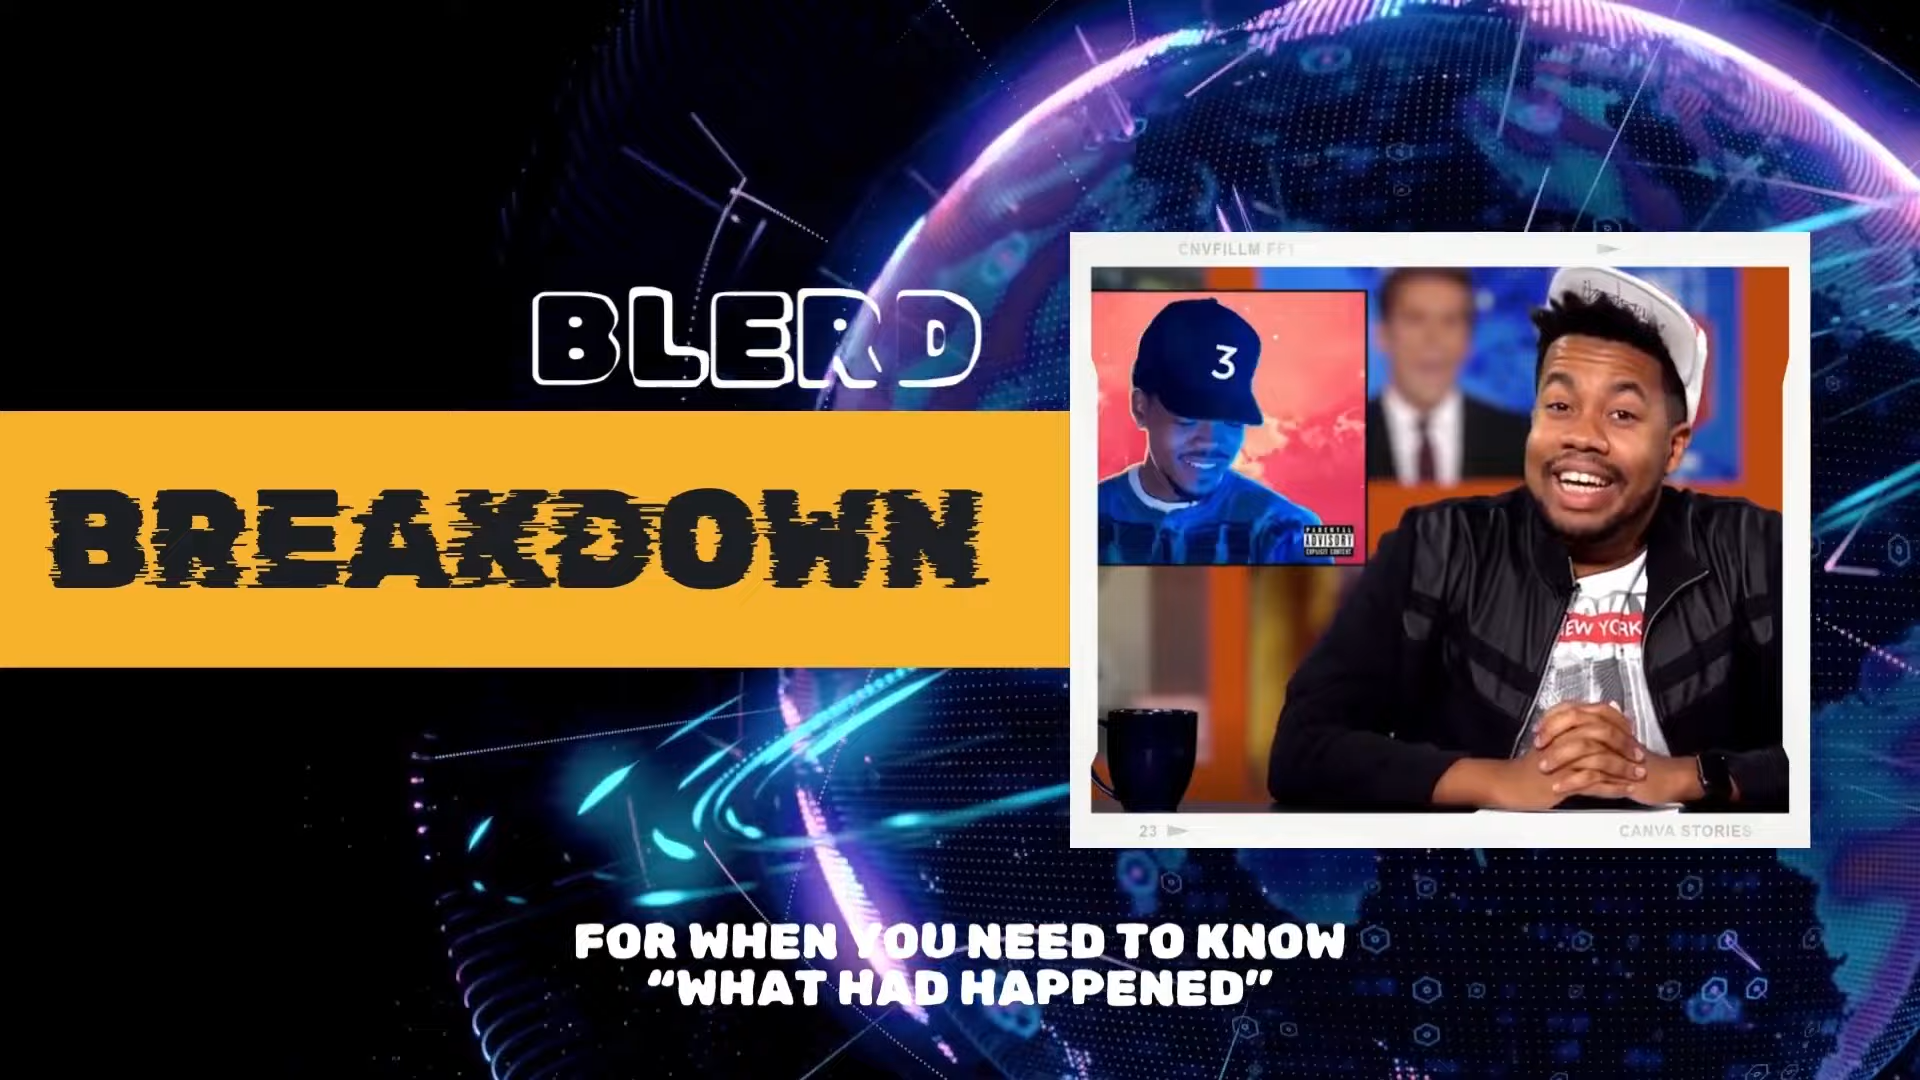 BLERD
BREAKDOWN
CNVFILLM FF1
3
PARENTAL
ADVISORY
EXPLICIT CONTENT
NEW YORK
23
CANVA STORIES
FOR WHEN YOU NEED TO KNOW
“WHAT HAD HAPPENED”